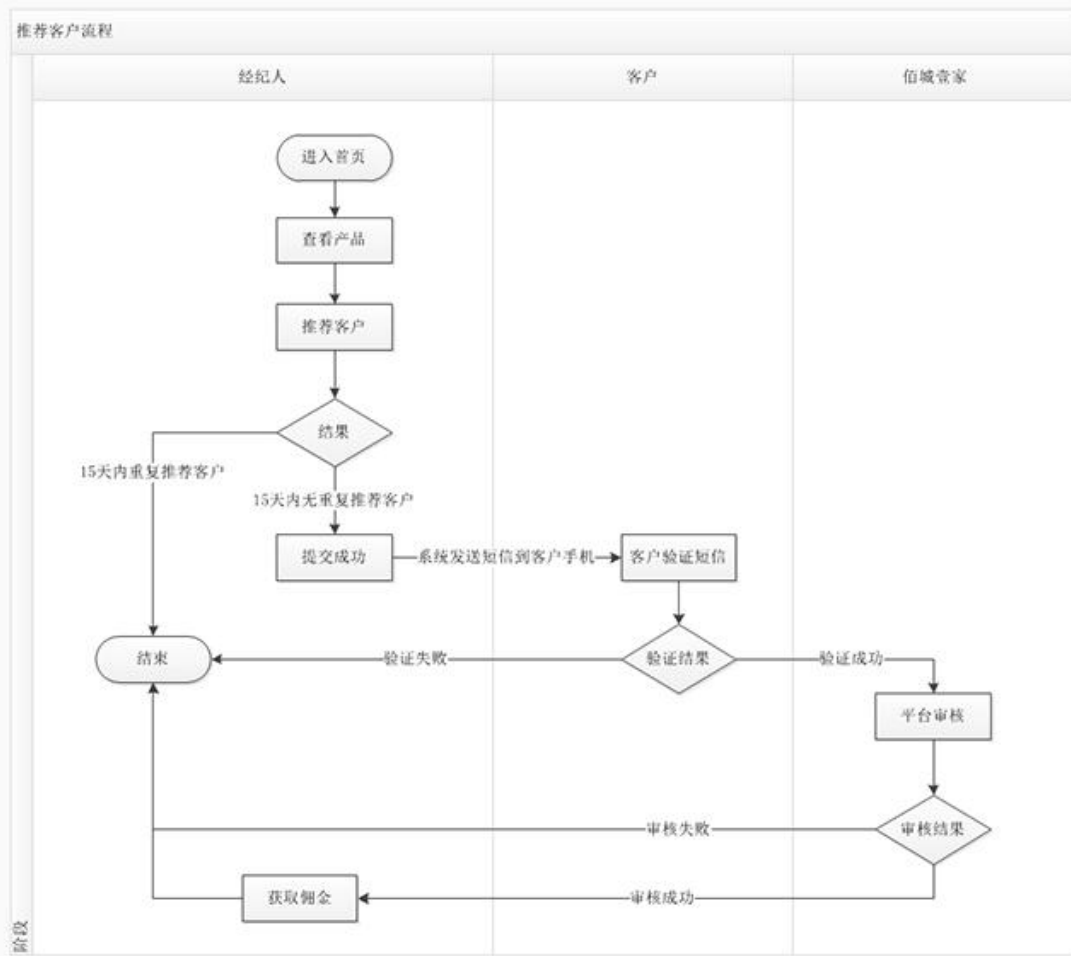 推荐客户流程
经纪人
客户
佰城壹家
进入首页
查看产品
推荐客户
结果
15天内重复推荐客户
15天内无重复推荐客户
提交成功
系统发送短信到客户手机
客户验证短信
结束
验证失败
验证结果
验证成功
平台审核
审核失败
审核结果
获取佣金
审核成功
阶段